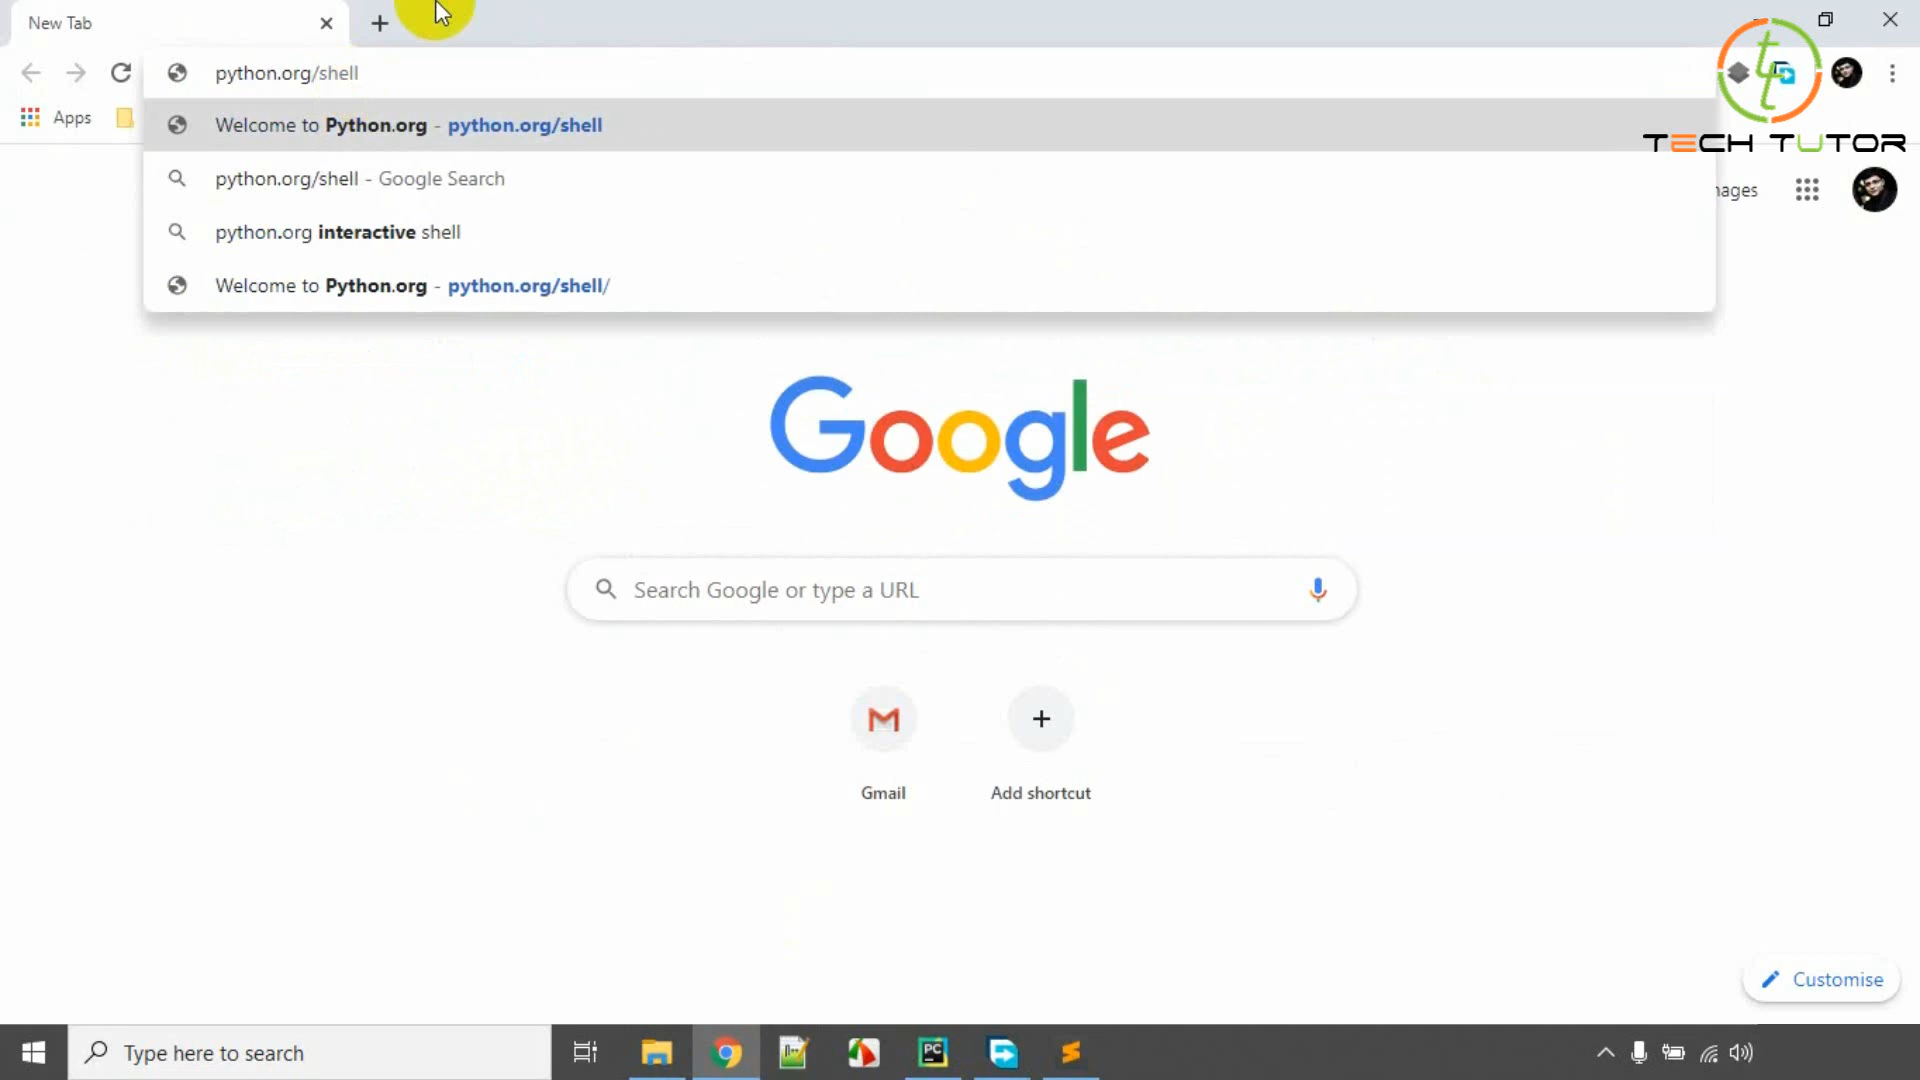 New Tab
python.org/shell
Apps
Welcome to Python.org - python.org/shell
TECH TUTOR
python.org/shell - Google Search
mages
python.org interactive shell
Welcome to Python.org - python.org/shell/
Google
Search Google or type a URL
Gmail
Add shortcut
Customise
Type here to search
PC